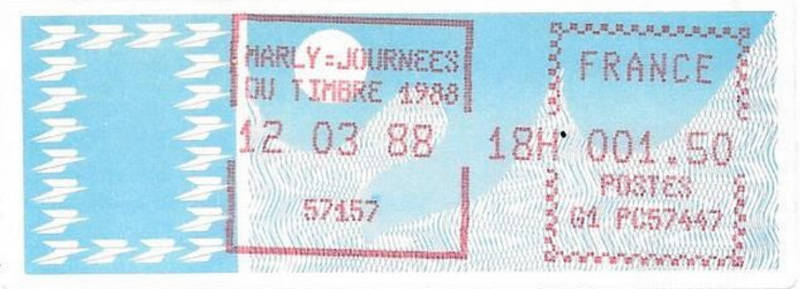 MARLY=JOURNEES
DU TIMBRE 1988
12 03 88 18H
57157
FRANCE
001.50
POSTES
G1 PC57447